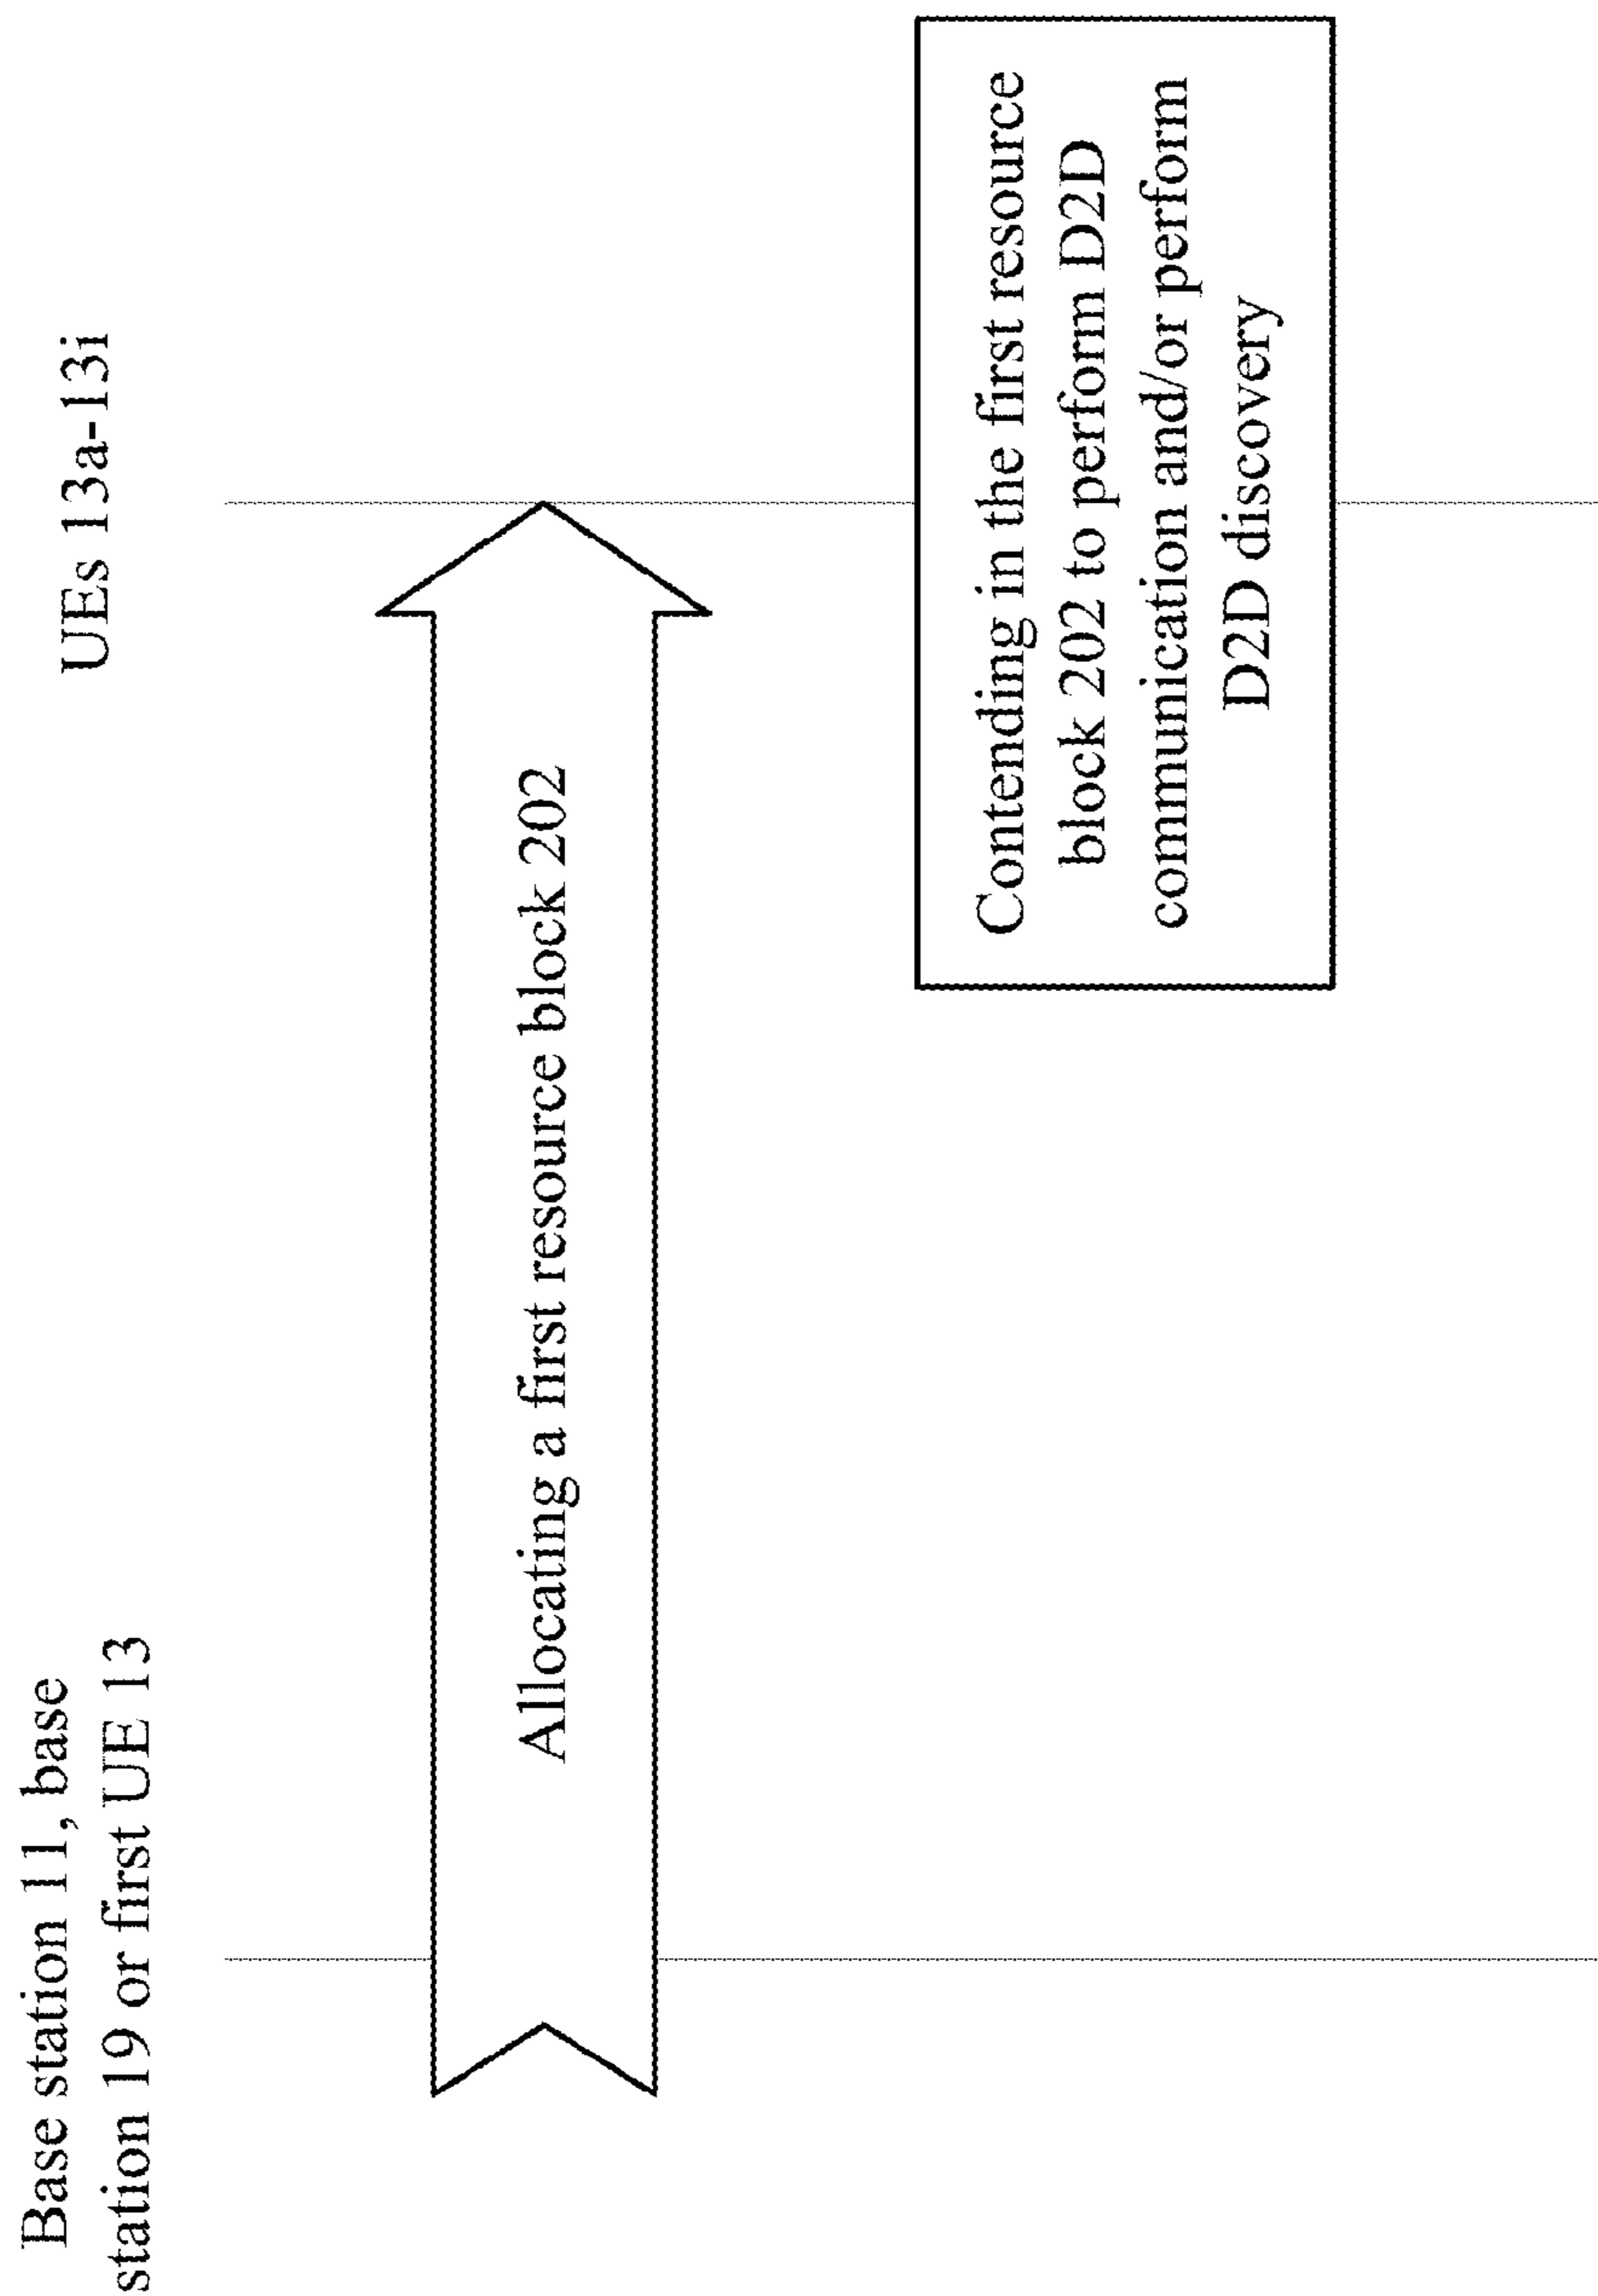 Base station 11, base
station 19 or first UE 13
UEs 13a-13i
Allocating a first resource block 202
Contending in the first resource
block 202 to perform D2D
communication and/or perform
D2D discovery